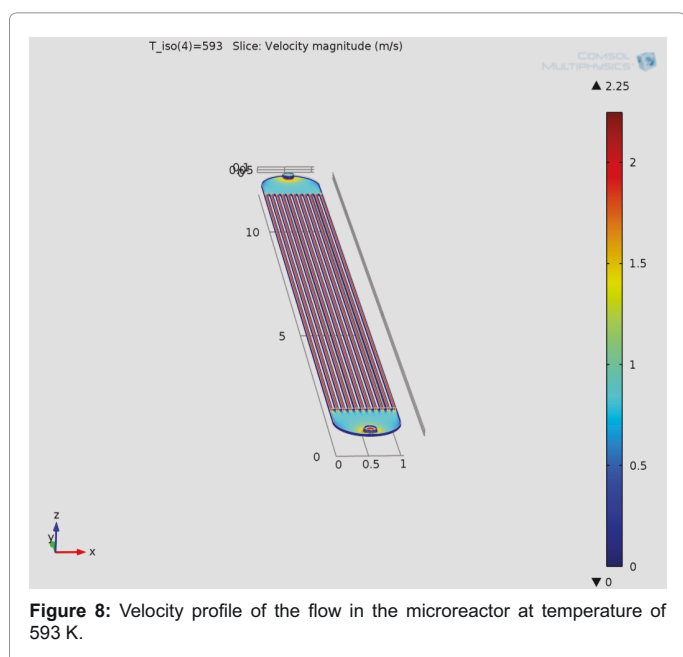 T_iso(4)=593 Slice: Velocity magnitude (m/s)
COMSOL
MULTIPHYSICS
▲ 2.25
2
1.5
1
0.5
0
▼ 0
10
5
0
0 0.5 1
z
y
x
Figure 8: Velocity profile of the flow in the microreactor at temperature of
593 K.